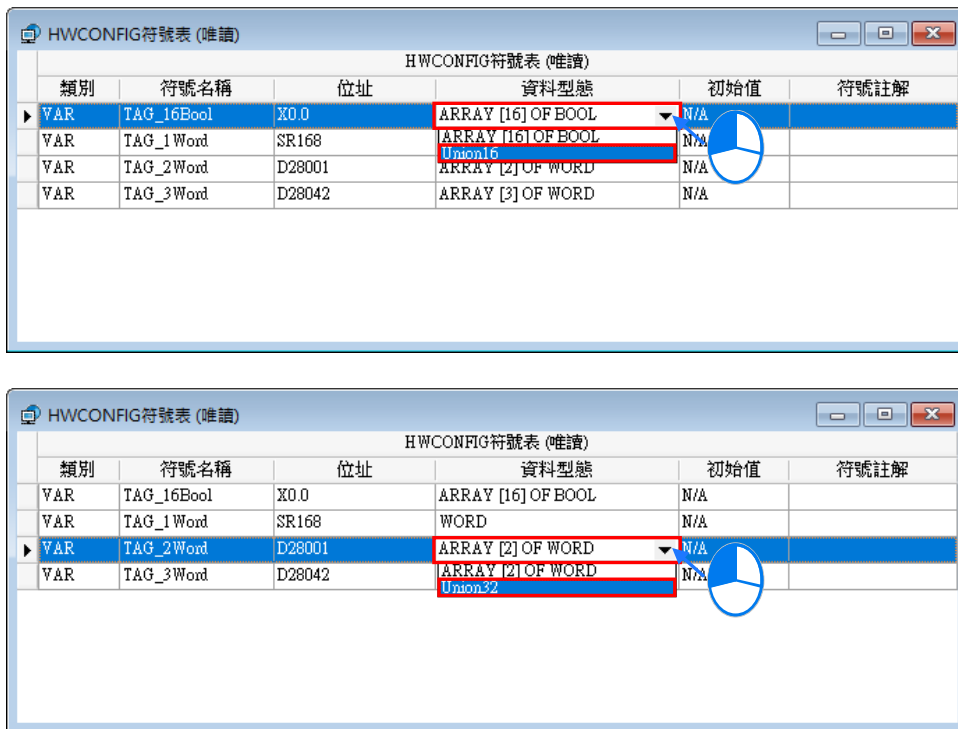 HWCONFIG符號表 (唯讀)
HWCONFIG符號表 (唯讀)
類別 符號名稱 位址 資料型態 初始值 符號註解
VAR TAG_16Bool X0.0 ARRAY [16] OF BOOL N/A
VAR TAG_1Word SR168 ARRAY [16] OF BOOL N/A
Union16
VAR TAG_2Word D28001 ARRAY [2] OF WORD N/A
VAR TAG_3Word D28042 ARRAY [3] OF WORD N/A
HWCONFIG符號表 (唯讀)
HWCONFIG符號表 (唯讀)
類別 符號名稱 位址 資料型態 初始值 符號註解
VAR TAG_16Bool X0.0 ARRAY [16] OF BOOL N/A
VAR TAG_1Word SR168 WORD N/A
VAR TAG_2Word D28001 ARRAY [2] OF WORD N/A
VAR TAG_3Word D28042 ARRAY [2] OF WORD N/A
Union32